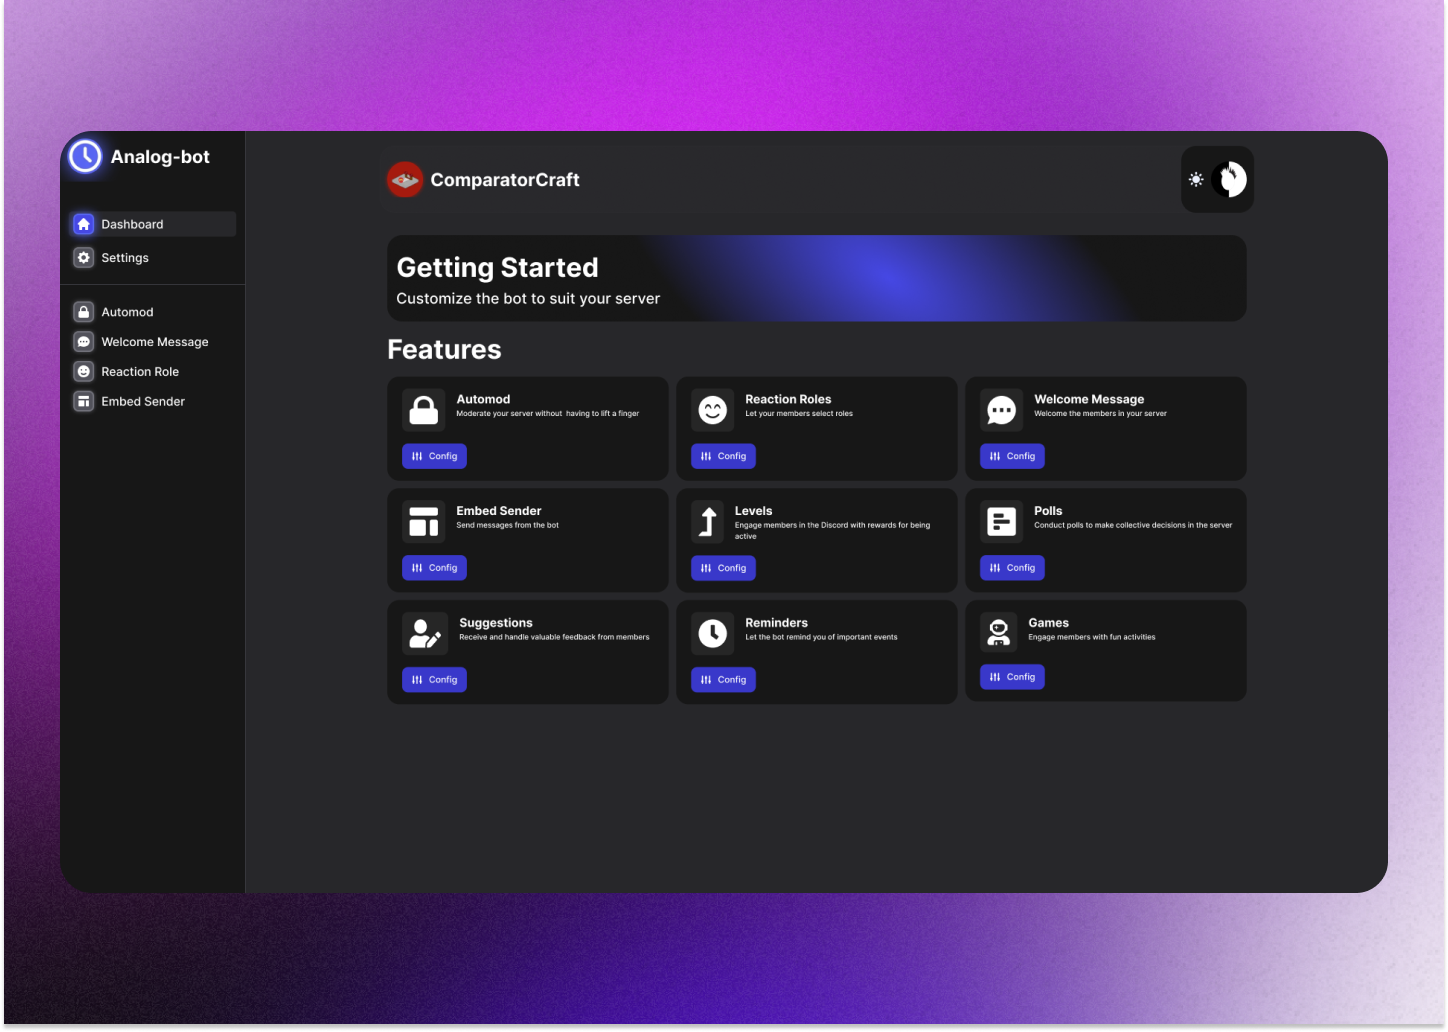 Analog-bot
Dashboard
Settings
Automod
Welcome Message
Reaction Role
Embed Sender
ComparatorCraft
Getting Started
Customize the bot to suit your server
Features
Automod
Moderate your server without having to lift a finger
Config
Reaction Roles
Let your members select roles
Config
Welcome Message
Welcome the members in your server
Config
Embed Sender
Send messages from the bot
Config
Levels
Engage members in the Discord with rewards for being
active
Config
Polls
Conduct polls to make collective decisions in the server
Config
Suggestions
Receive and handle valuable feedback from members
Config
Reminders
Let the bot remind you of important events
Config
Games
Engage members with fun activities
Config